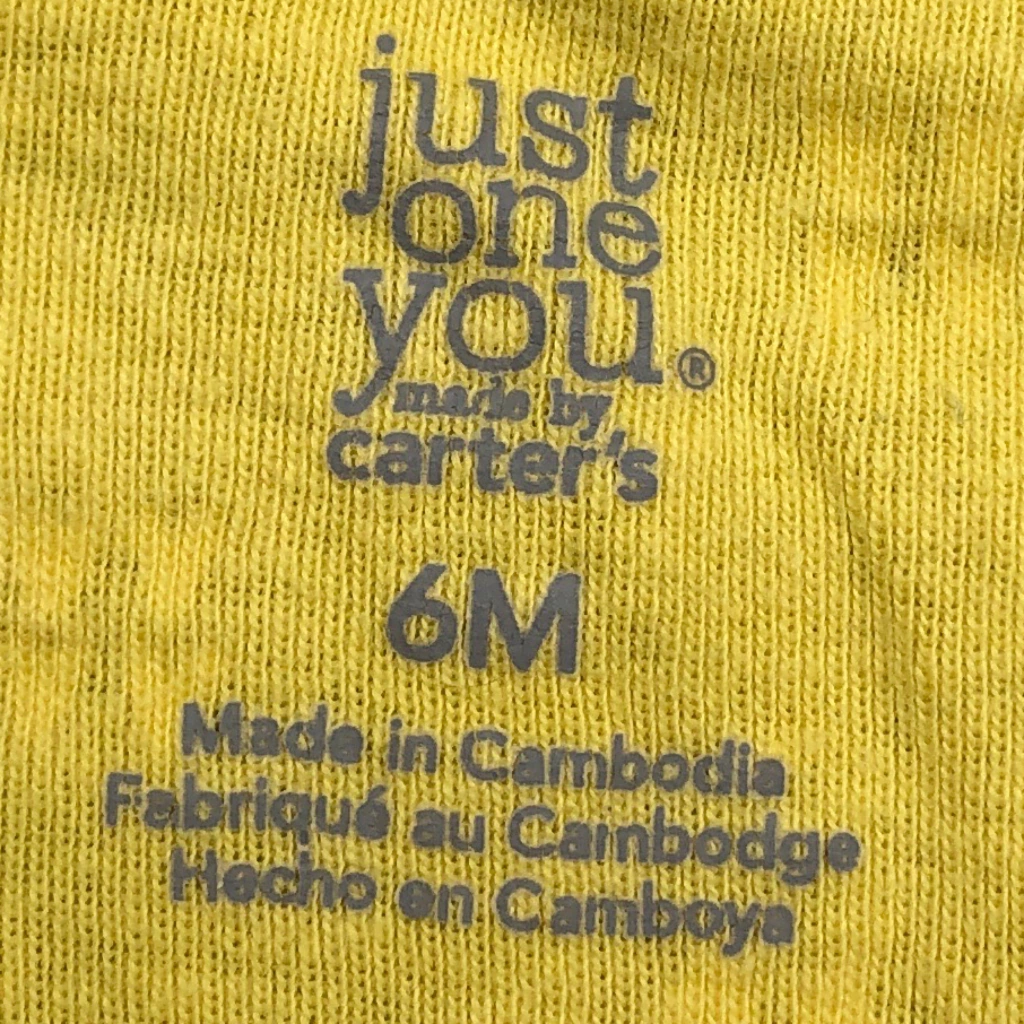 just
one
you®
made by
carter's
6M
Made in Cambodia
Fabriqué au Cambodge
Hecho en Camboya